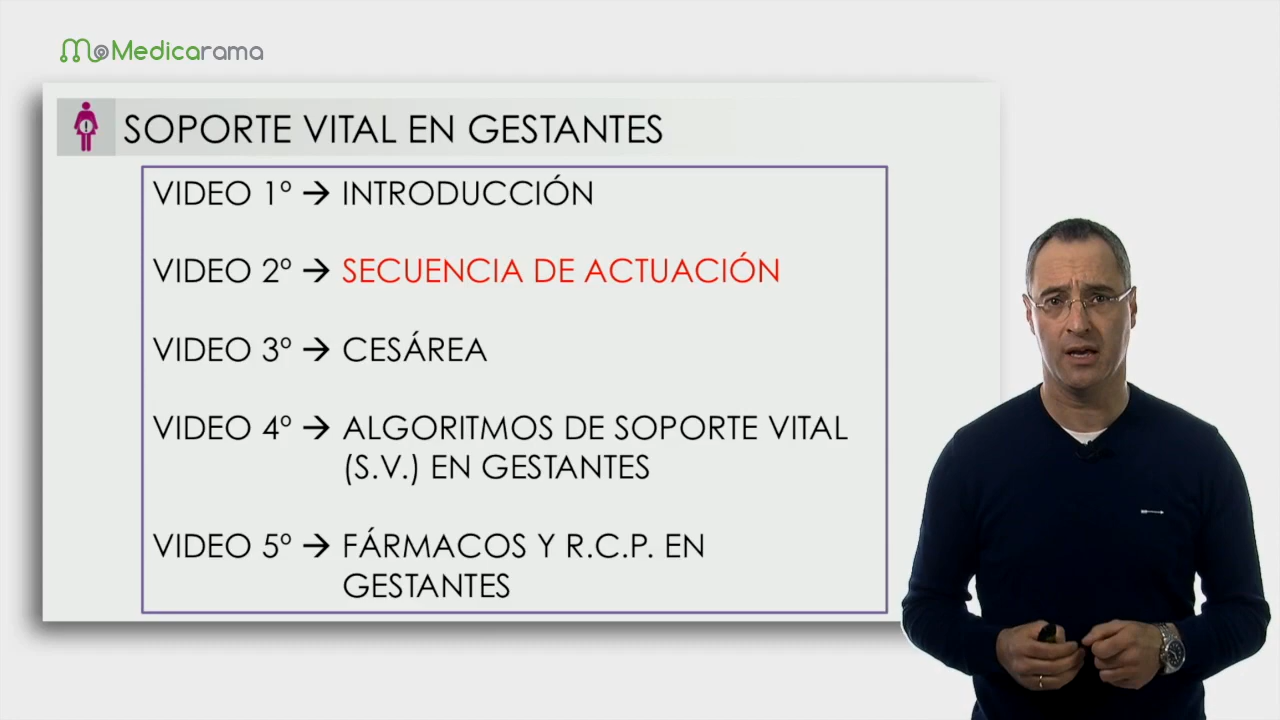 Medicarama
SOPORTE VITAL EN GESTANTES
VIDEO 1º → INTRODUCCIÓN
VIDEO 2º → SECUENCIA DE ACTUACIÓN
VIDEO 3º → CESÁREA
VIDEO 4º → ALGORITMOS DE SOPORTE VITAL
(S.V.) EN GESTANTES
VIDEO 5º → FÁRMACOS Y R.C.P. EN
GESTANTES